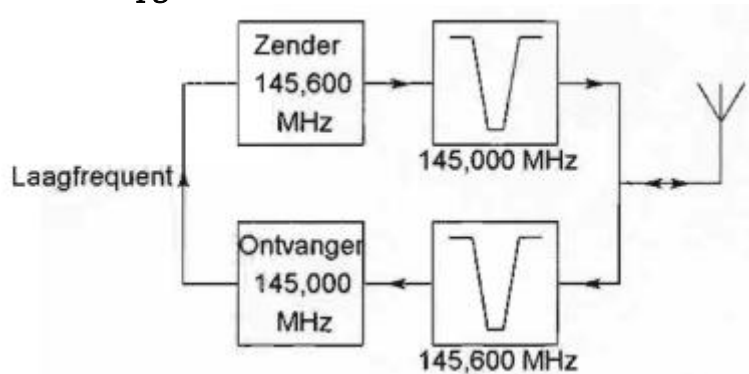 Zender
145,600
MHz
145,000 MHz
Laagfrequent
Ontvanger
145,000
MHz
145,600 MHz